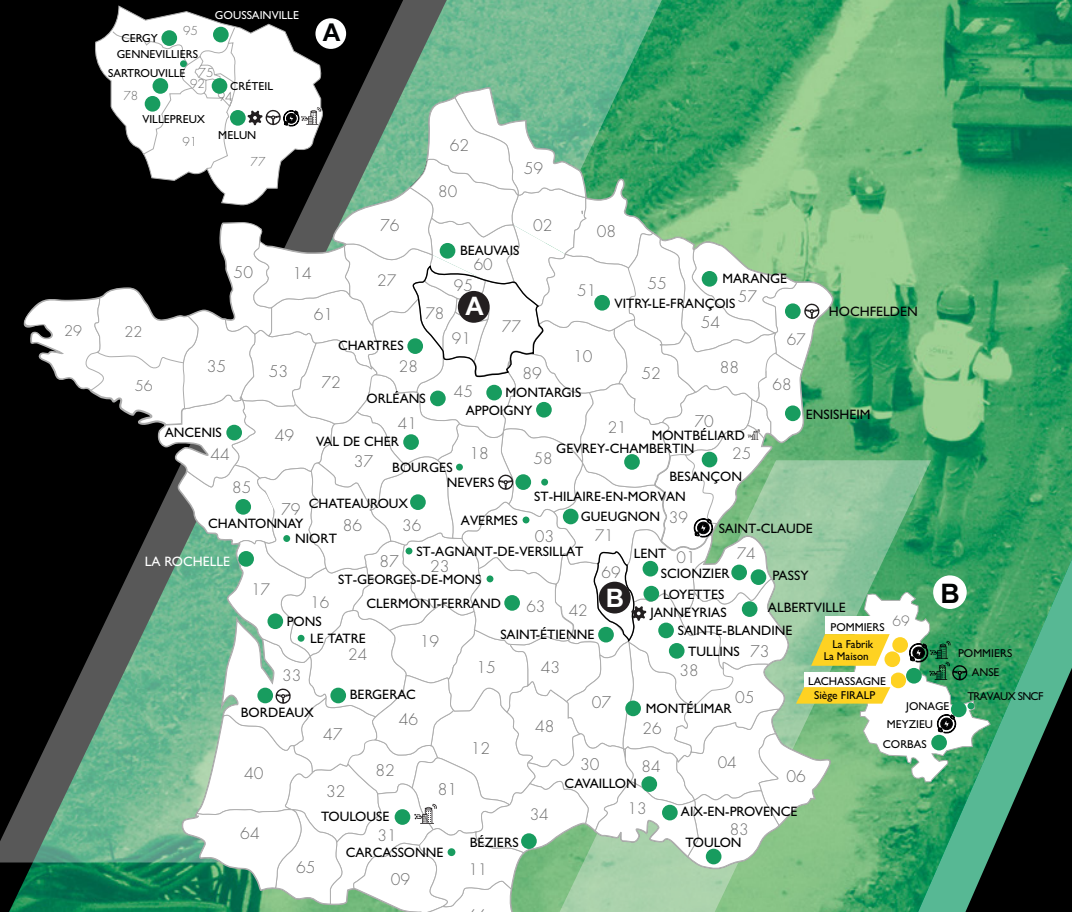 GOUSSAINVILLE
A
CERGY
95
GENNEVILLIERS
SARTROUVILLE
75
92
CRÉTEIL
94
78
VILLEPREUX
MELUN
91
77
62
59
80
76
02
08
BEAUVAIS
60
50
14
27
95
A
78
77
91
51
VITRY-LE-FRANÇOIS
55
MARANGE
57
54
HOCHFELDEN
67
61
29
22
35
53
56
72
CHARTRES
28
10
52
88
68
89
45
MONTARGIS
ORLÉANS
APPOIGNY
ENSISHEIM
ANCENIS
49
44
41
VAL DE CHER
37
21
70
MONTBÉLIARD
GEVREY-CHAMBERTIN
25
BESANÇON
18
58
BOURGES
NEVERS
ST-HILAIRE-EN-MORVAN
85
CHANTONNAY
79
NIORT
86
CHATEAUROUX
36
AVERMES
GUEUGNON
39
SAINT-CLAUDE
03
71
LA ROCHELLE
87
ST-AGNANT-DE-VERSILLAT
23
ST-GEORGES-DE-MONS
LENT
01
74
69
SCIONZIER
PASSY
B
LOYETTES
JANNEYRIAS
ALBERTVILLE
17
16
CLERMONT-FERRAND
63
42
PONS
LE TATRE
24
19
SAINT-ÉTIENNE
SAINTE-BLANDINE
TULLINS
73
38
33
15
43
BORDEAUX
BERGERAC
07
MONTÉLIMAR
26
05
46
47
48
12
40
82
30
84
04
06
32
81
CAVAILLON
13
AIX-EN-PROVENCE
83
TOULON
TOULOUSE
31
34
BÉZIERS
CARCASSONNE
64
65
09
11
B
69
POMMIERS
La Fabrik
La Maison
POMMIERS
ANSE
LACHASSAGNE
Siège FIRALP
TRAVAUX SNCF
JONAGE
MEYZIEU
CORBAS